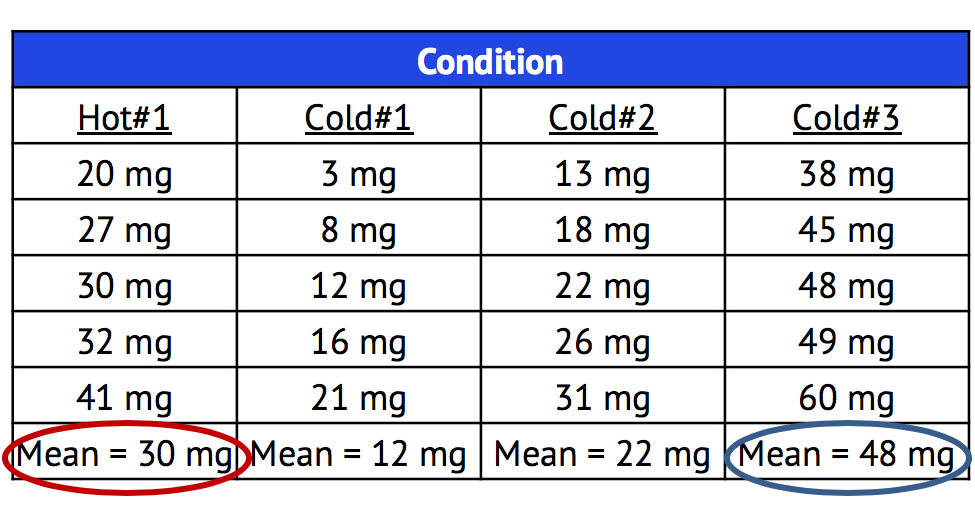 Condition
Hot#1 Cold#1 Cold#2 Cold#3
20 mg 3 mg 13 mg 38 mg
27 mg 8 mg 18 mg 45 mg
30 mg 12 mg 22 mg 48 mg
32 mg 16 mg 26 mg 49 mg
41 mg 21 mg 31 mg 60 mg
Mean = 30 mg Mean = 12 mg Mean = 22 mg Mean = 48 mg